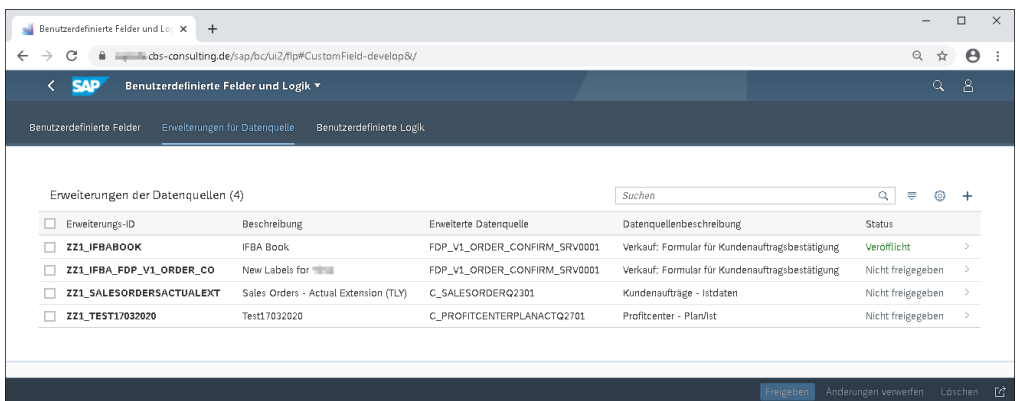 Benutzerdefinierte Felder und Lo
cbs-consulting.de/sap/bc/ui2/flp#CustomField-develop&/
SAP Benutzerdefinierte Felder und Logik
Benutzerdefinierte Felder Erweiterungen für Datenquelle Benutzerdefinierte Logik
Erweiterungen der Datenquellen (4) Suchen
Erweiterungs-ID Beschreibung Erweiterte Datenquelle Datenquellenbeschreibung Status
ZZ1_IFBABOOK IFBA Book FDP_V1_ORDER_CONFIRM_SRV0001 Verkauf: Formular für Kundenauftragsbestätigung Veröfflicht
ZZ1_IFBA_FDP_V1_ORDER_CO New Labels for FDP_V1_ORDER_CONFIRM_SRV0001 Verkauf: Formular für Kundenauftragsbestätigung Nicht freigegeben
ZZ1_SALESORDERSACTUALEXT Sales Orders - Actual Extension (TLY) C_SALESORDERQ2301 Kundenaufträge - Istdaten Nicht freigegeben
ZZ1_TEST17032020 Test17032020 C_PROFITCENTERPLANACTQ2701 Profitcenter - Plan/Ist Nicht freigegeben
Freigeben Änderungen verwerfen Löschen